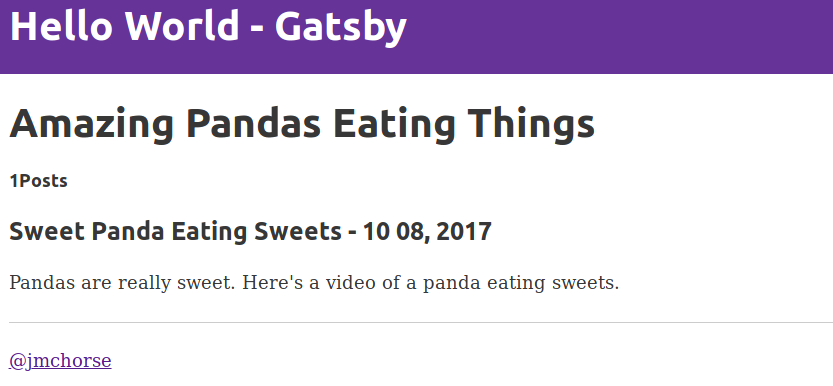 Hello World - Gatsby
Amazing Pandas Eating Things
1Posts
Sweet Panda Eating Sweets - 10 08, 2017
Pandas are really sweet. Here's a video of a panda eating sweets.
@jmchorse